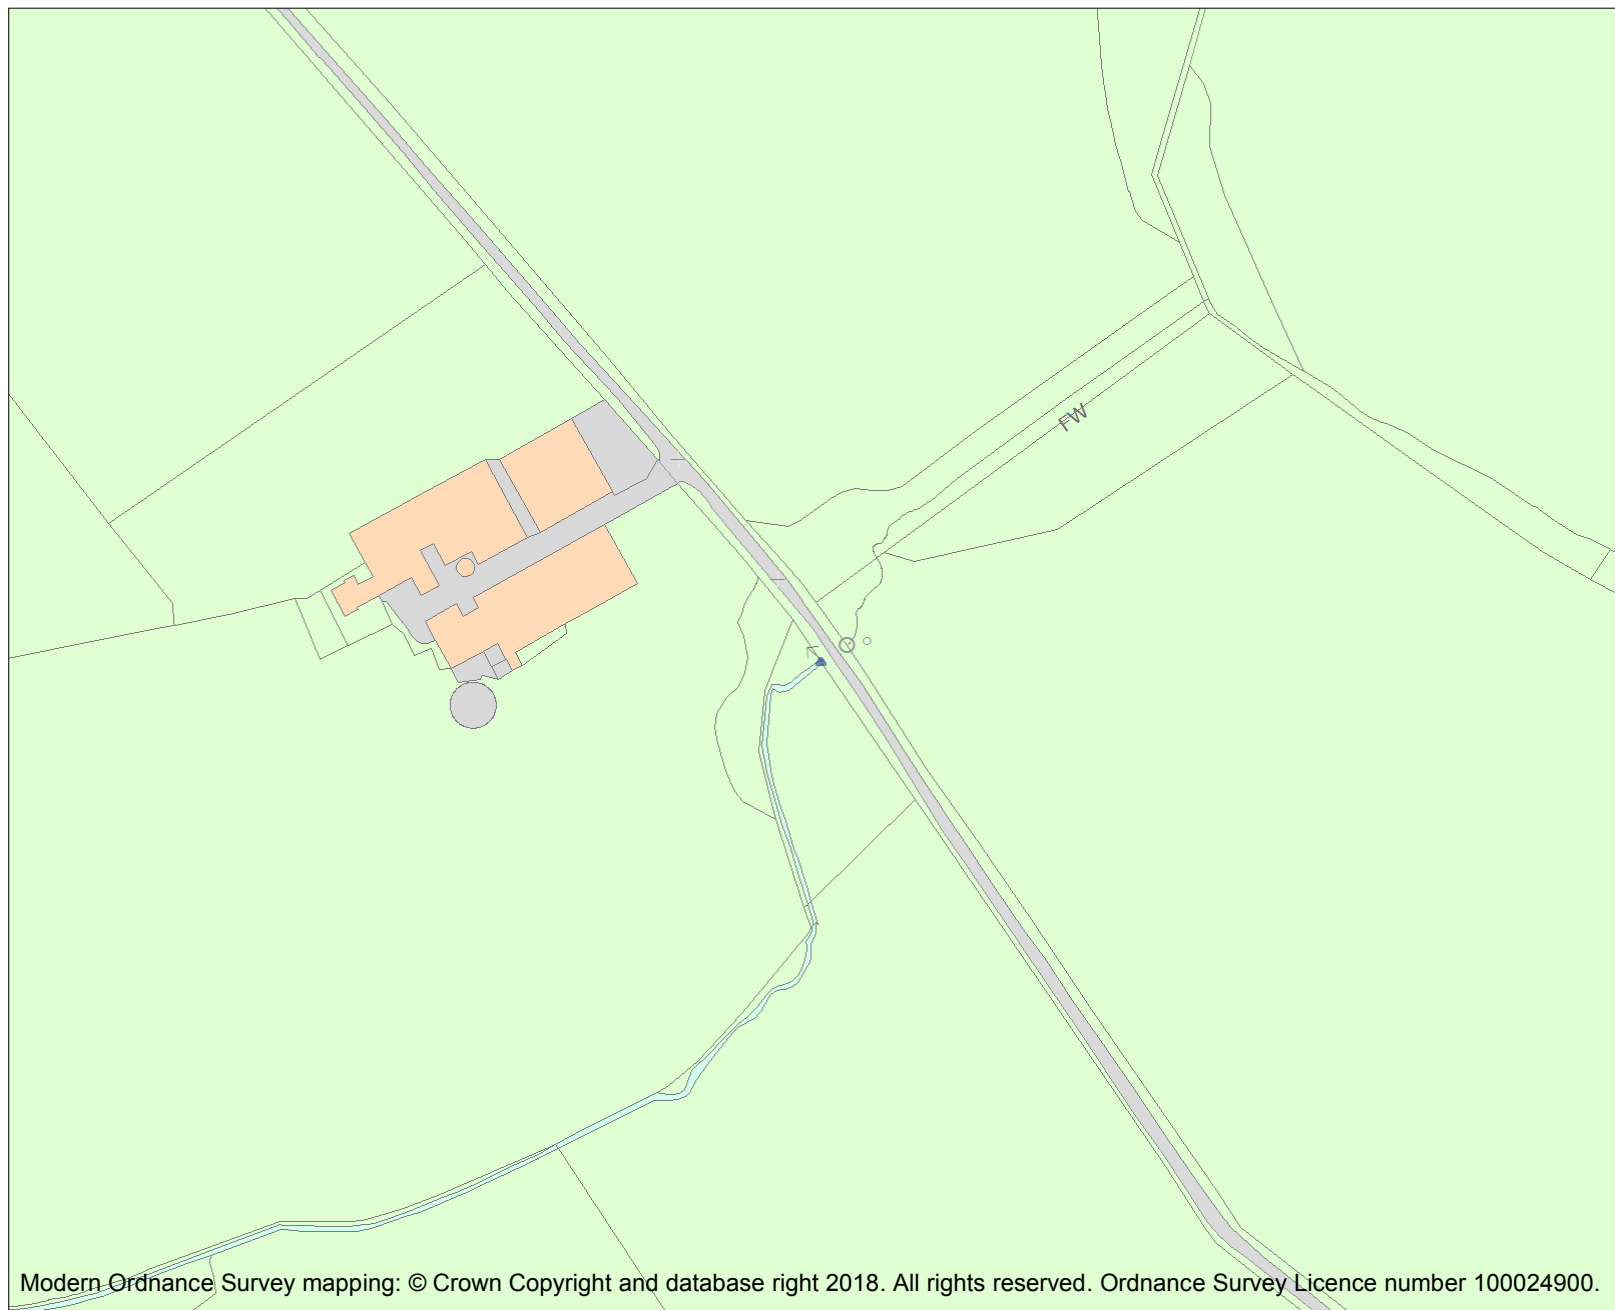 FW
Modern Ordnance Survey mapping: © Crown Copyright and database right 2018. All rights reserved. Ordnance Survey Licence number 100024900.